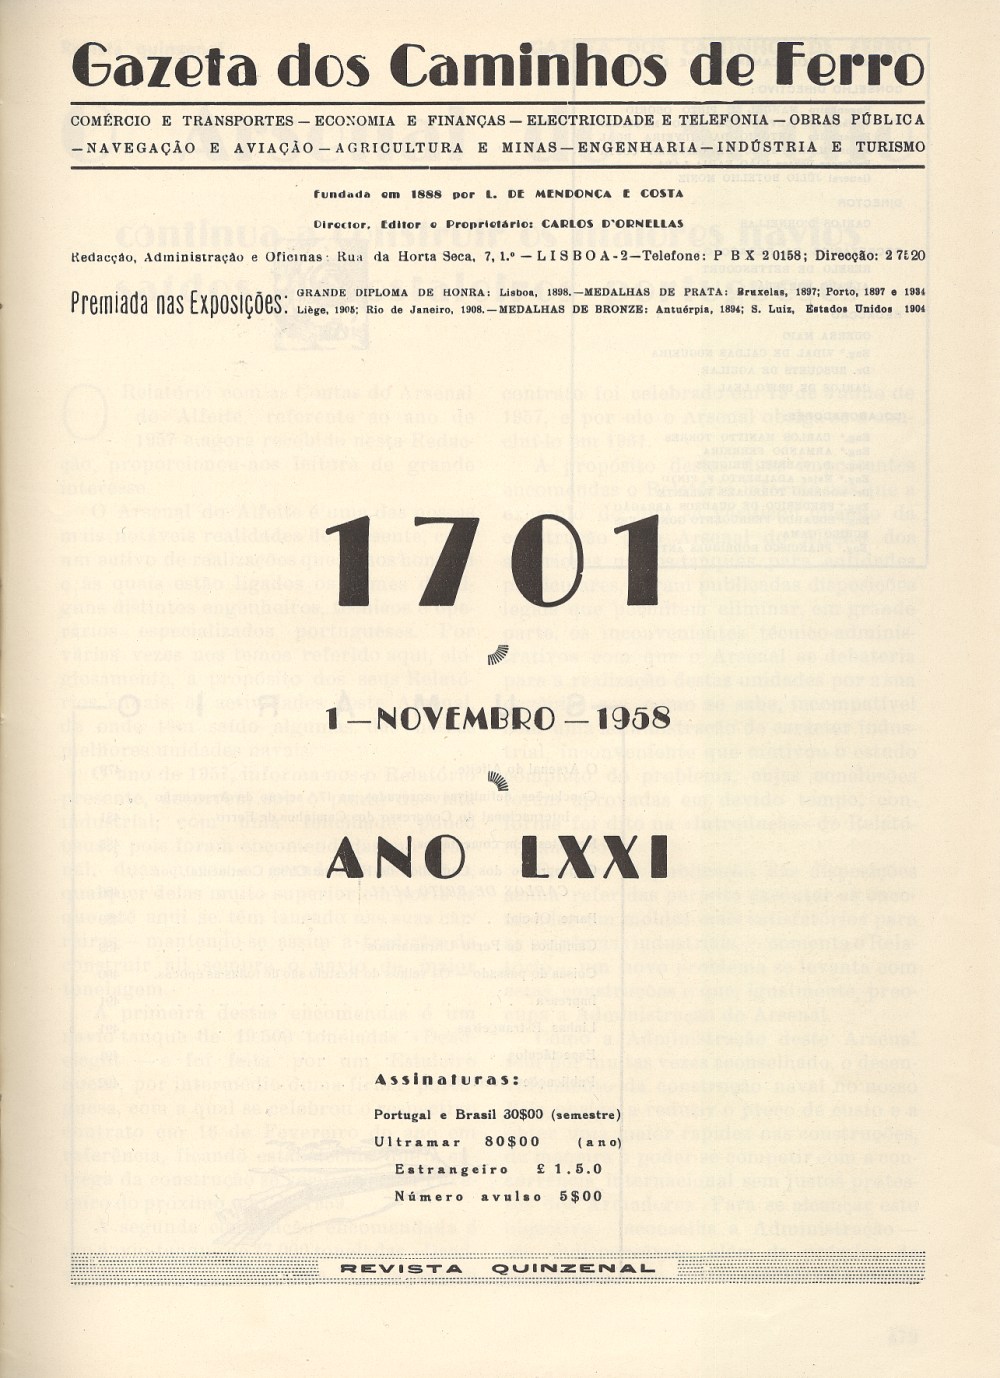 Gazeta dos Caminhos de Ferro
COMÉRCIO E TRANSPORTES — ECONOMIA E FINANÇAS — ELECTRICIDADE E TELEFONIA — OBRAS PÚBLICA
— NAVEGAÇÃO E AVIAÇÃO — AGRICULTURA E MINAS — ENGENHARIA — INDÚSTRIA E TURISMO
Fundada em 1888 por L. DE MENDONÇA E COSTA
Director, Editor e Proprietário: CARLOS D'ORNELLAS
Redacção, Administração e Oficinas: Rua da Horta Seca, 7, 1.º — LISBOA-2 — Telefone: P B X 20158; Direcção: 27520
Premiada nas Exposições:
GRANDE DIPLOMA DE HONRA: Lisboa, 1898. — MEDALHAS DE PRATA: Bruxelas, 1897; Porto, 1897 e 1934
Liège, 1905; Rio de Janeiro, 1908. — MEDALHAS DE BRONZE: Antuérpia, 1894; S. Luiz, Estados Unidos 1904
1701
1 — NOVEMBRO — 1958
ANO LXXI
Assinaturas:
Portugal e Brasil 30$00 (semestre)
Ultramar 80$00 (ano)
Estrangeiro £ 1.5.0
Número avulso 5$00
REVISTA QUINZENAL